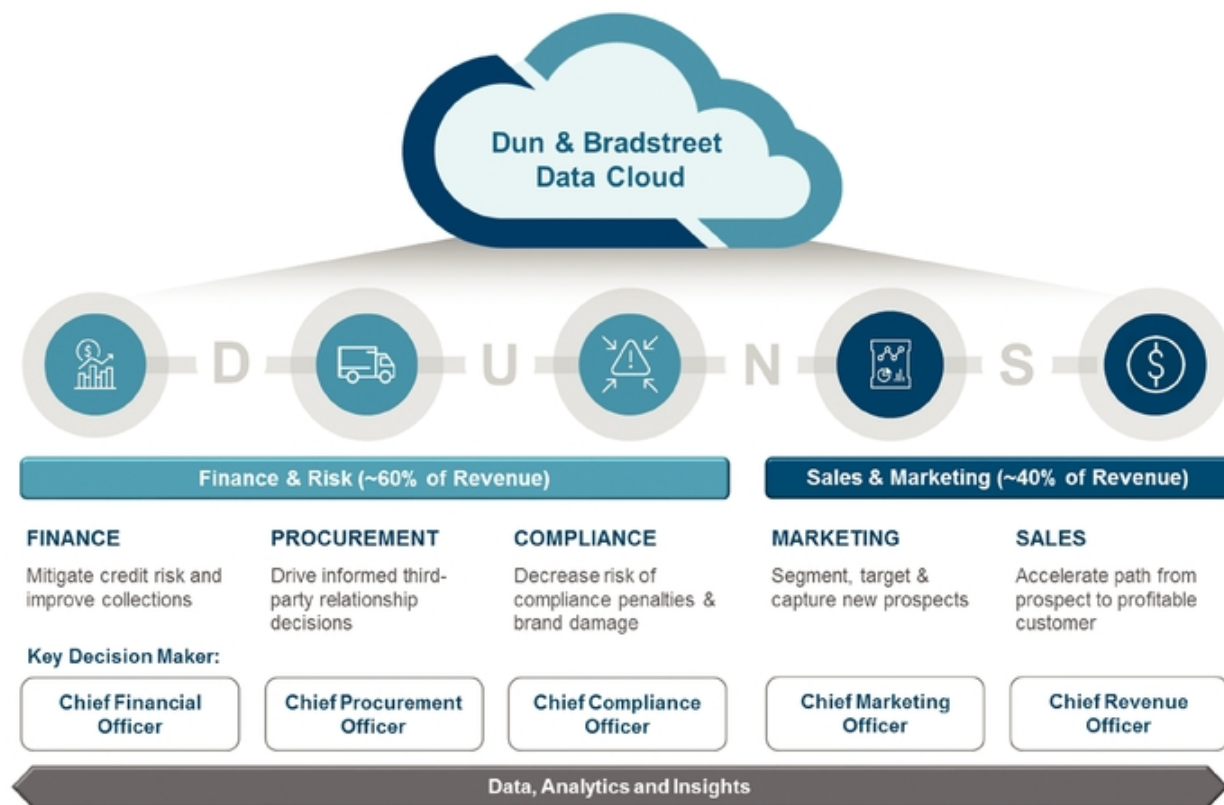 Dun & Bradstreet
Data Cloud
D U N S
Finance & Risk (~60% of Revenue)
Sales & Marketing (~40% of Revenue)
FINANCE
Mitigate credit risk and
improve collections
PROCUREMENT
Drive informed third-
party relationship
decisions
COMPLIANCE
Decrease risk of
compliance penalties &
brand damage
MARKETING
Segment, target &
capture new prospects
SALES
Accelerate path from
prospect to profitable
customer
Key Decision Maker:
Chief Financial
Officer
Chief Procurement
Officer
Chief Compliance
Officer
Chief Marketing
Officer
Chief Revenue
Officer
Data, Analytics and Insights